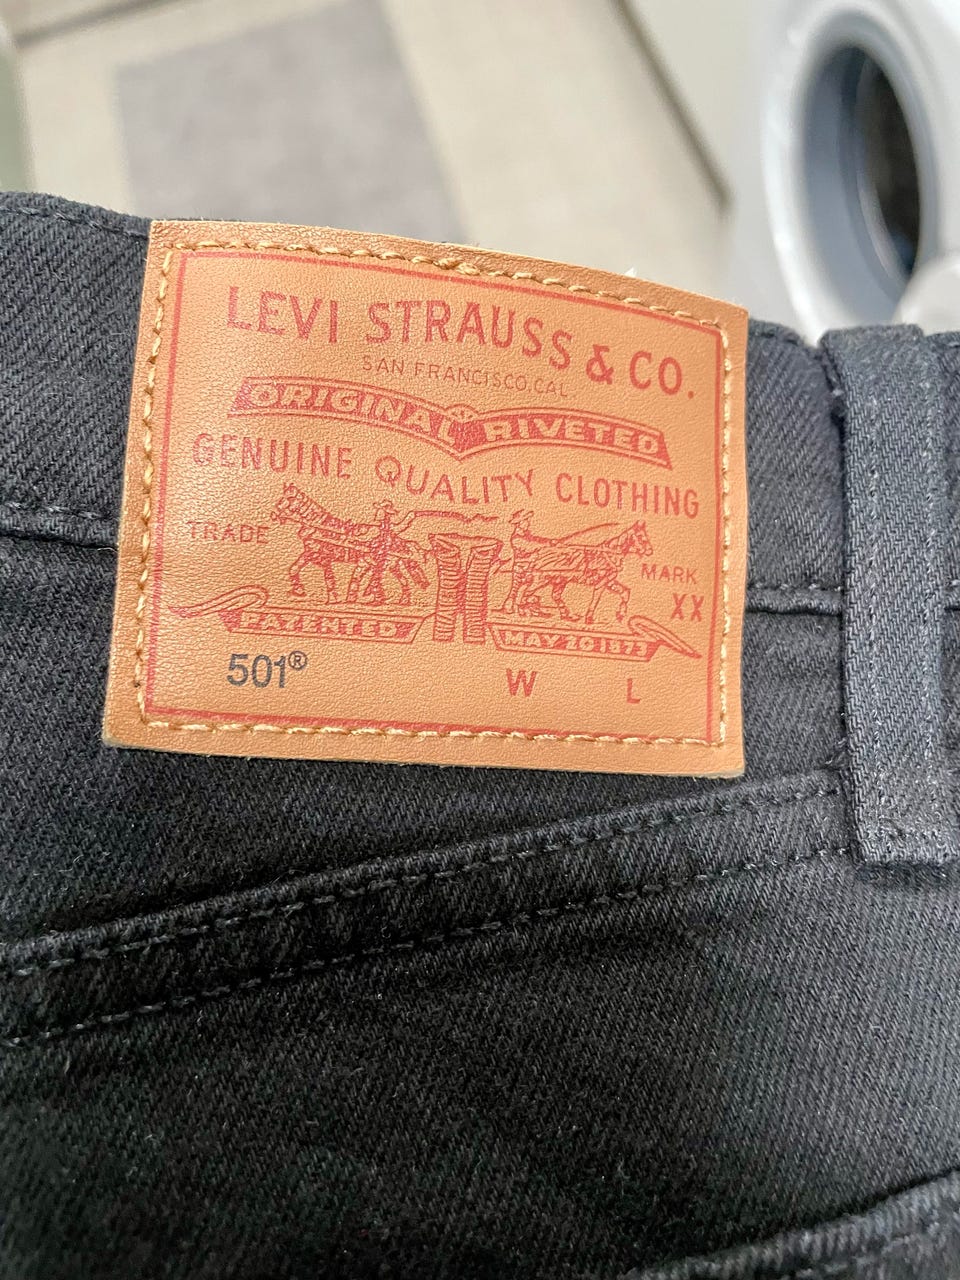 LEVI STRAUSS & CO.
SAN FRANCISCO, CAL.
ORIGINAL RIVETED
GENUINE QUALITY CLOTHING
TRADE MARK
XX
PATENTED MAY 20 1873
501® W L